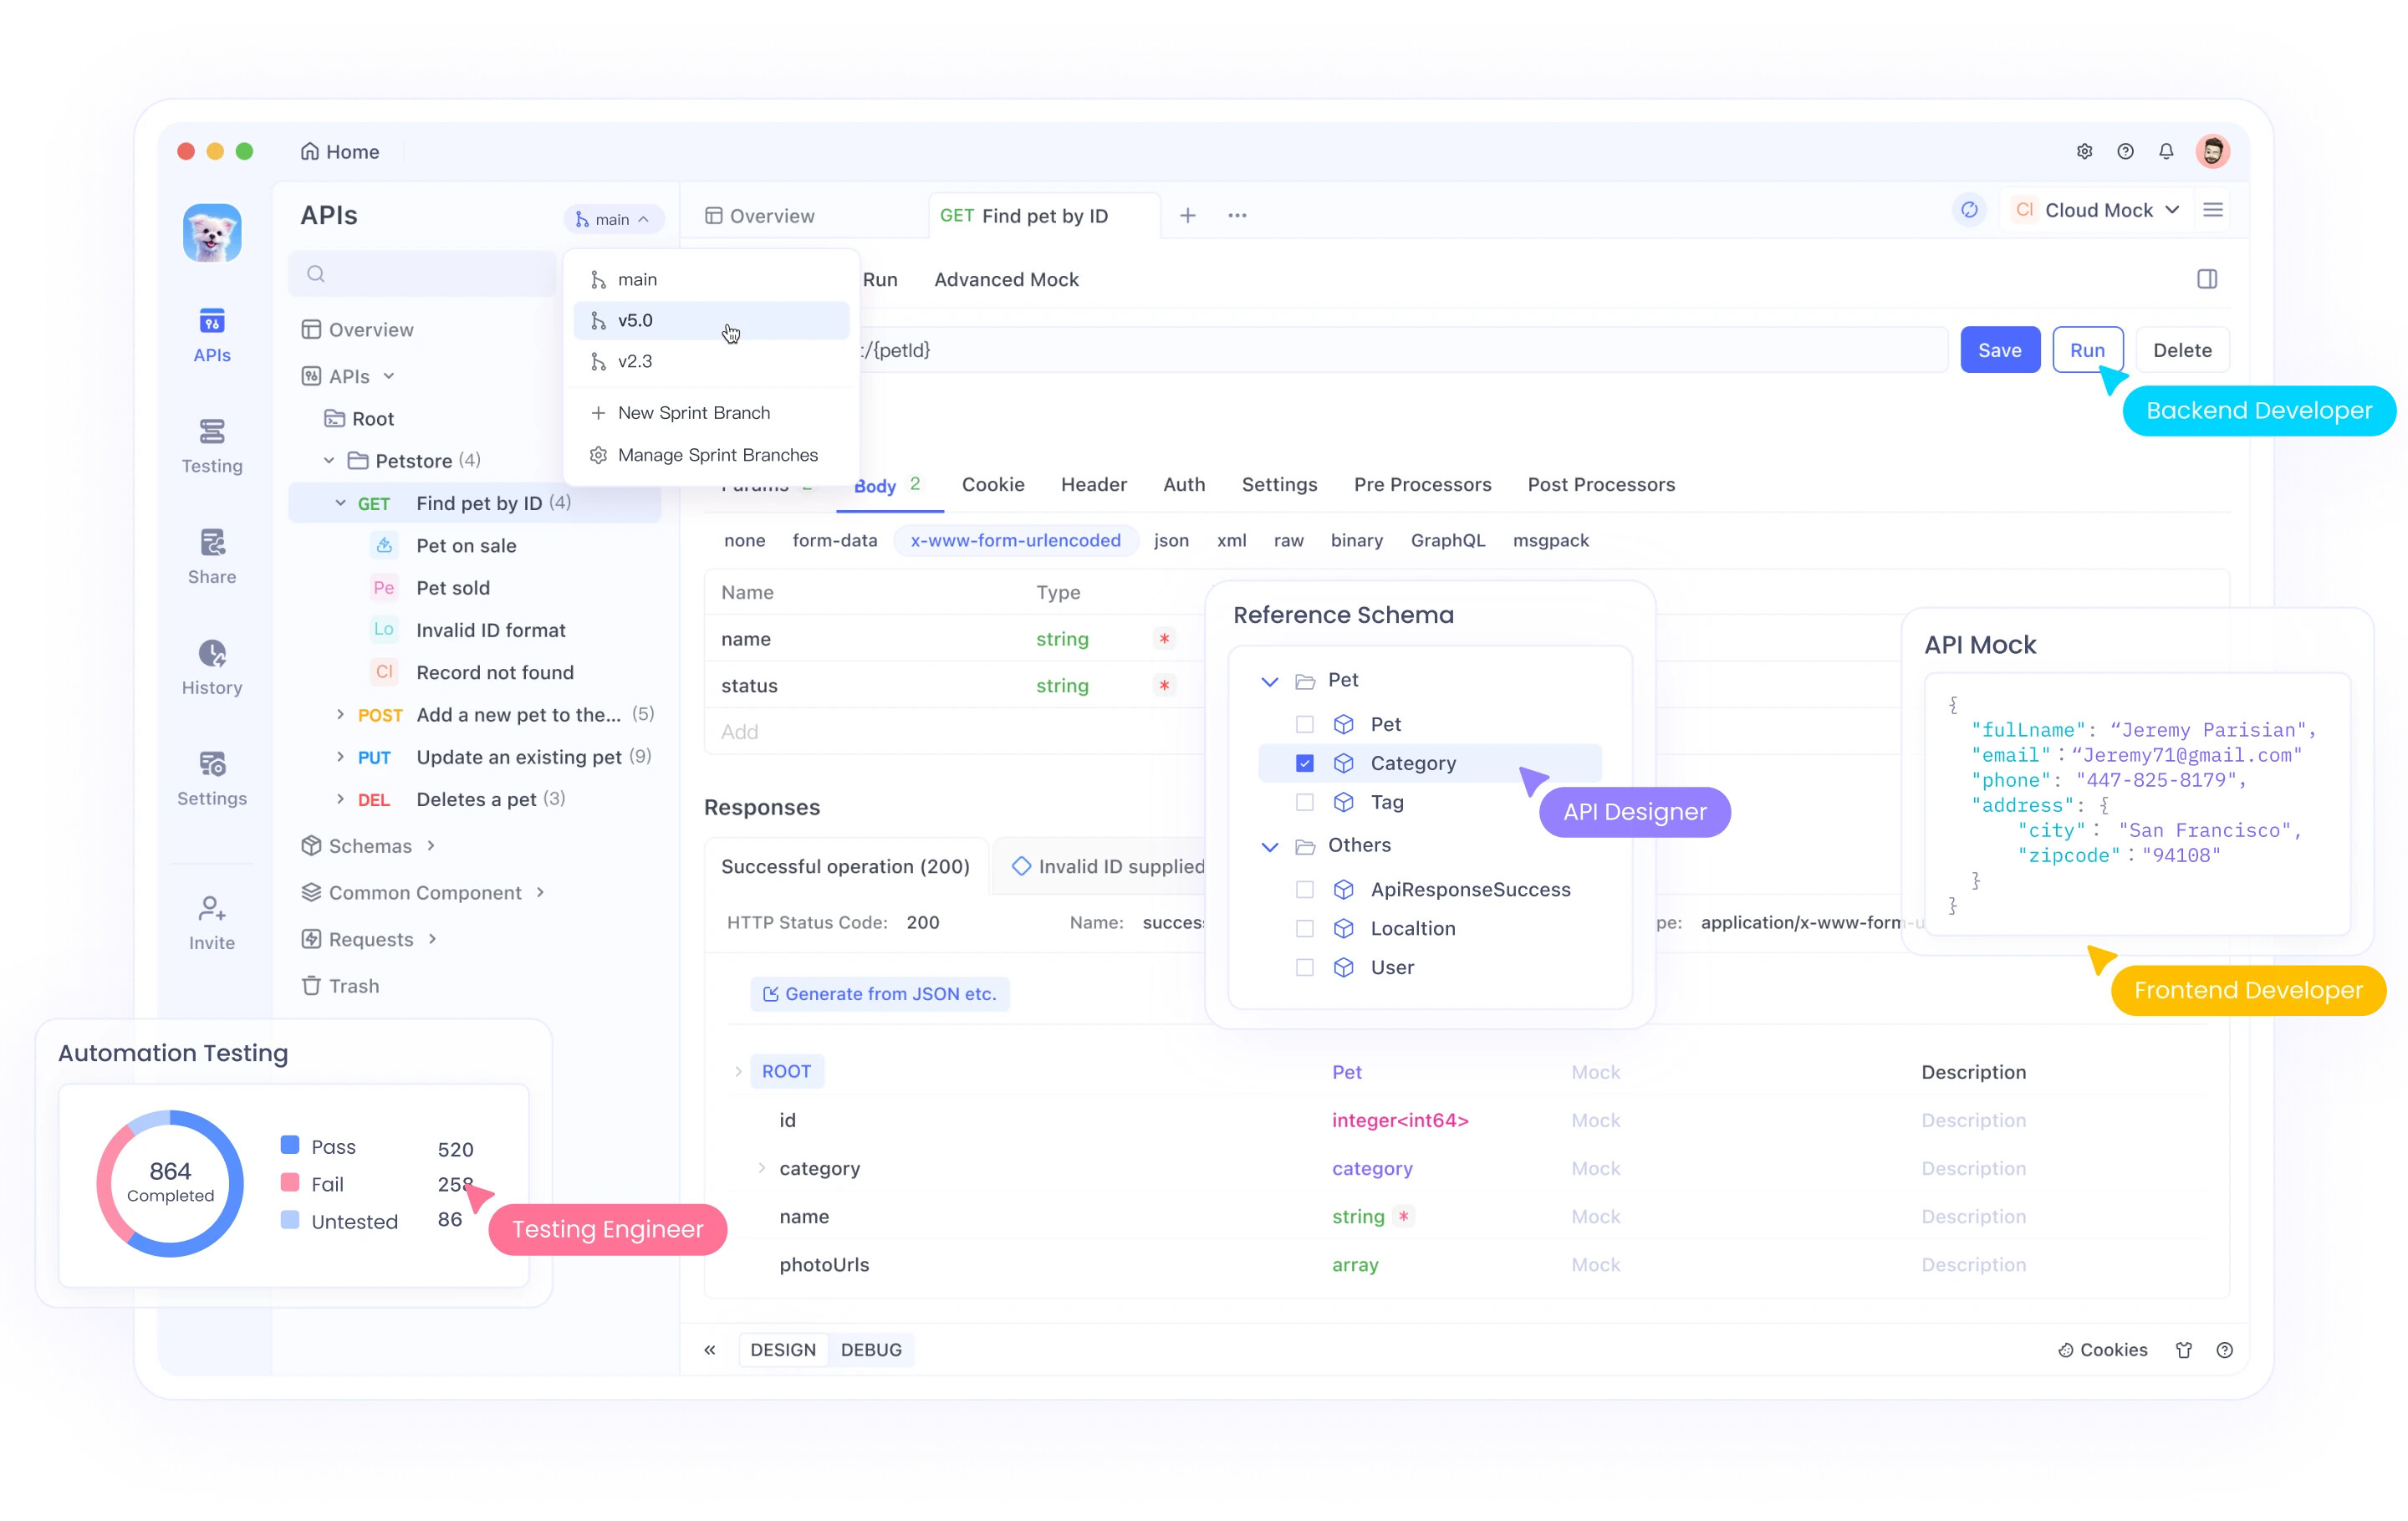 Home
APIs
main
APIs
Testing
Share
History
Settings
Invite
Overview
APIs
Root
Petstore (4)
GET Find pet by ID (4)
Pet on sale
Pe Pet sold
Lo Invalid ID format
CI Record not found
POST Add a new pet to the... (5)
PUT Update an existing pet (9)
DEL Deletes a pet (3)
Schemas
Common Component
Requests
Trash
main
v5.0
v2.3
New Sprint Branch
Manage Sprint Branches
Overview
GET Find pet by ID
CI Cloud Mock
Run
Advanced Mock
:/{petId}
Save
Run
Delete
Backend Developer
Params 2
Body 2
Cookie
Header
Auth
Settings
Pre Processors
Post Processors
none
form-data
x-www-form-urlencoded
json
xml
raw
binary
GraphQL
msgpack
Name Type
name string *
status string *
Add
Responses
Successful operation (200)
Invalid ID supplied
HTTP Status Code: 200 Name: succes pe: application/x-www-form-u
Generate from JSON etc.
ROOT Pet Mock Description
id integer<int64> Mock Description
category category Mock Description
name string * Mock Description
photoUrls array Mock Description
DESIGN DEBUG
Cookies
Reference Schema
Pet
Pet
Category
Tag
Others
ApiResponseSuccess
Localtion
User
API Designer
API Mock
{
"fulLname": “Jeremy Parisian",
"email":“Jeremy71@gmail.com"
"phone": "447-825-8179",
"address": {
"city": "San Francisco",
"zipcode":"94108"
}
}
Frontend Developer
Automation Testing
864
Completed
Pass 520
Fail 258
Untested 86
Testing Engineer